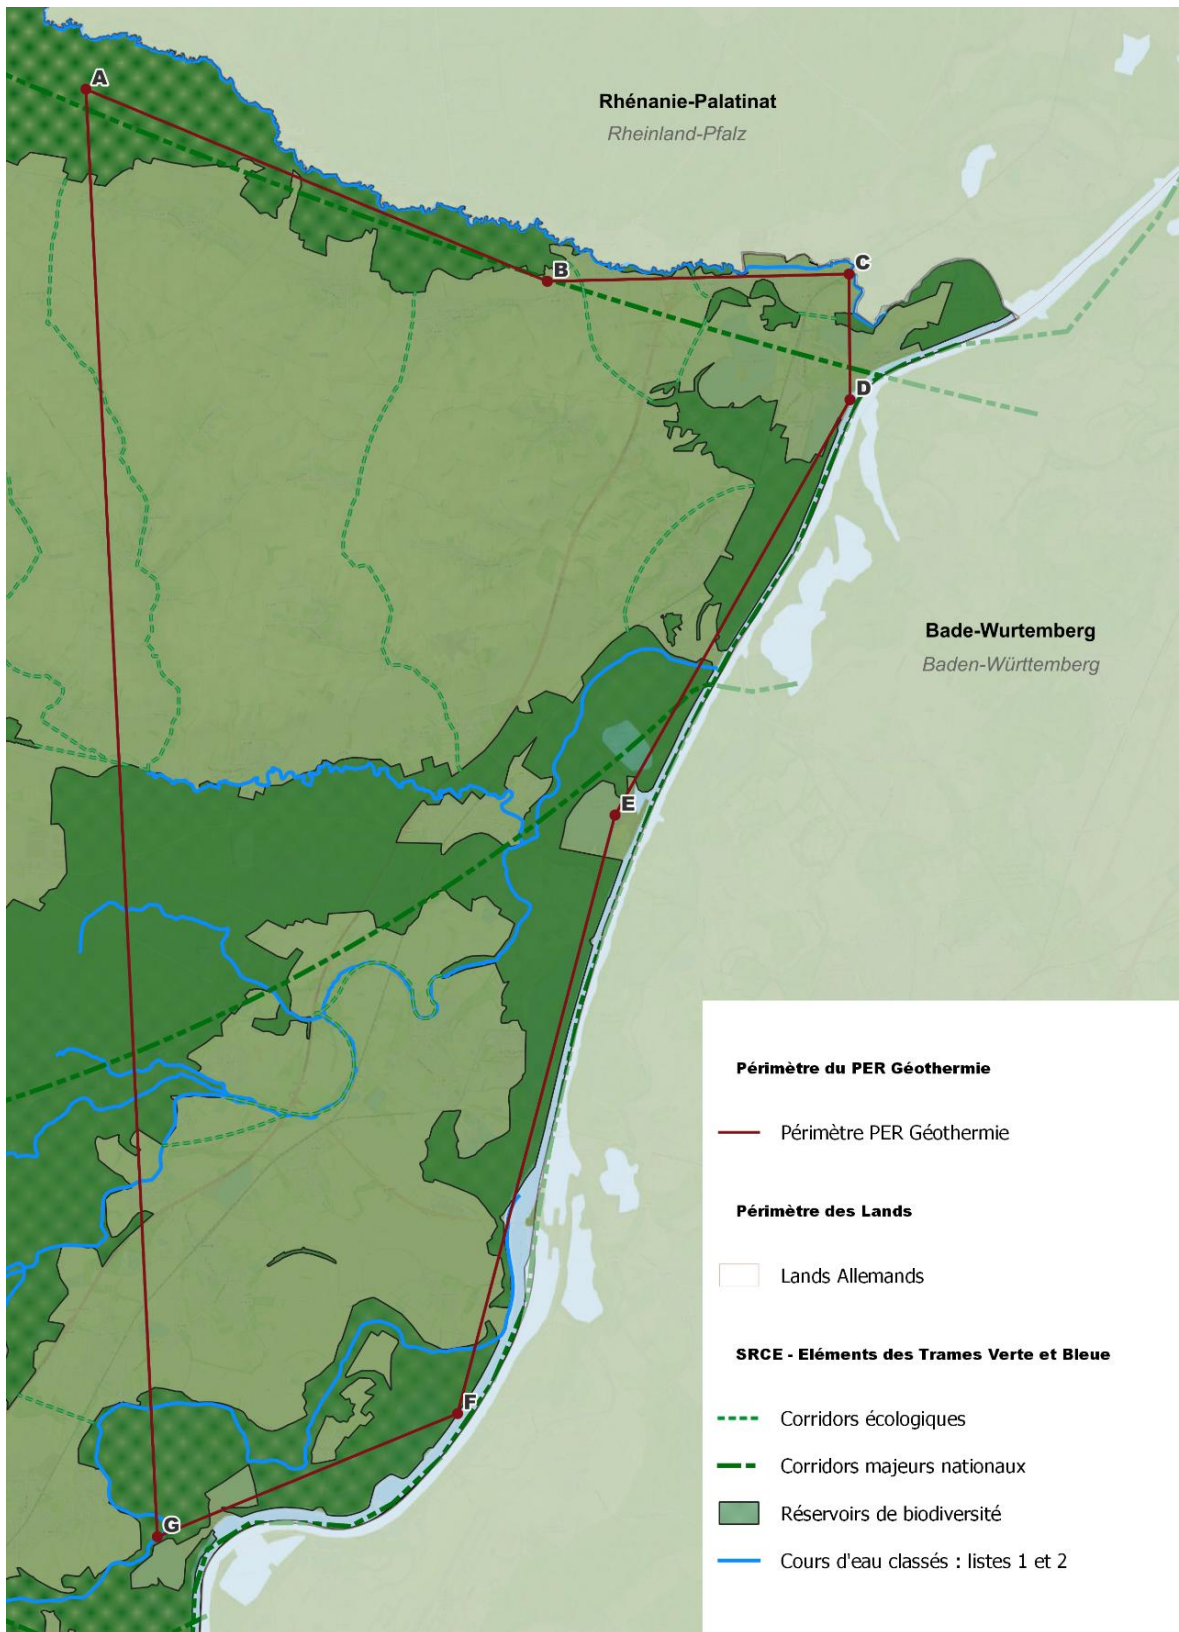 A
Rhénanie-Palatinat
Rheinland-Pfalz
B
C
D
Bade-Wurtemberg
Baden-Württemberg
E
F
G
Périmètre du PER Géothermie
Périmètre PER Géothermie
Périmètre des Lands
Lands Allemands
SRCE - Eléments des Trames Verte et Bleue
Corridors écologiques
Corridors majeurs nationaux
Réservoirs de biodiversité
Cours d'eau classés : listes 1 et 2